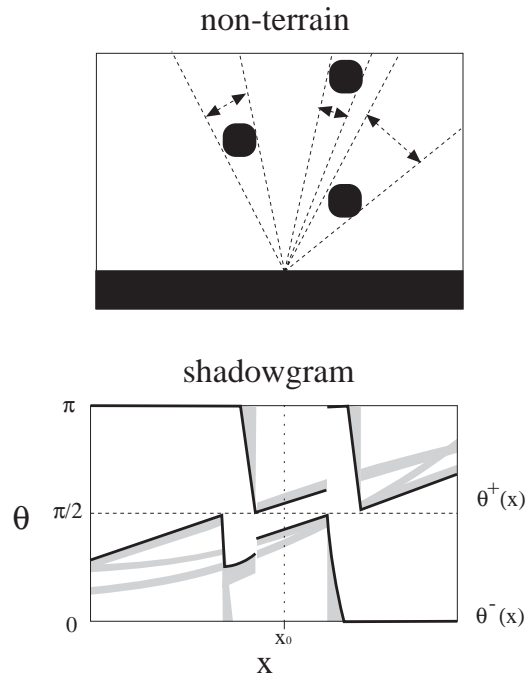 non-terrain
shadowgram
π
θ⁺(x)
π/2
θ
θ⁻(x)
0
x₀
x